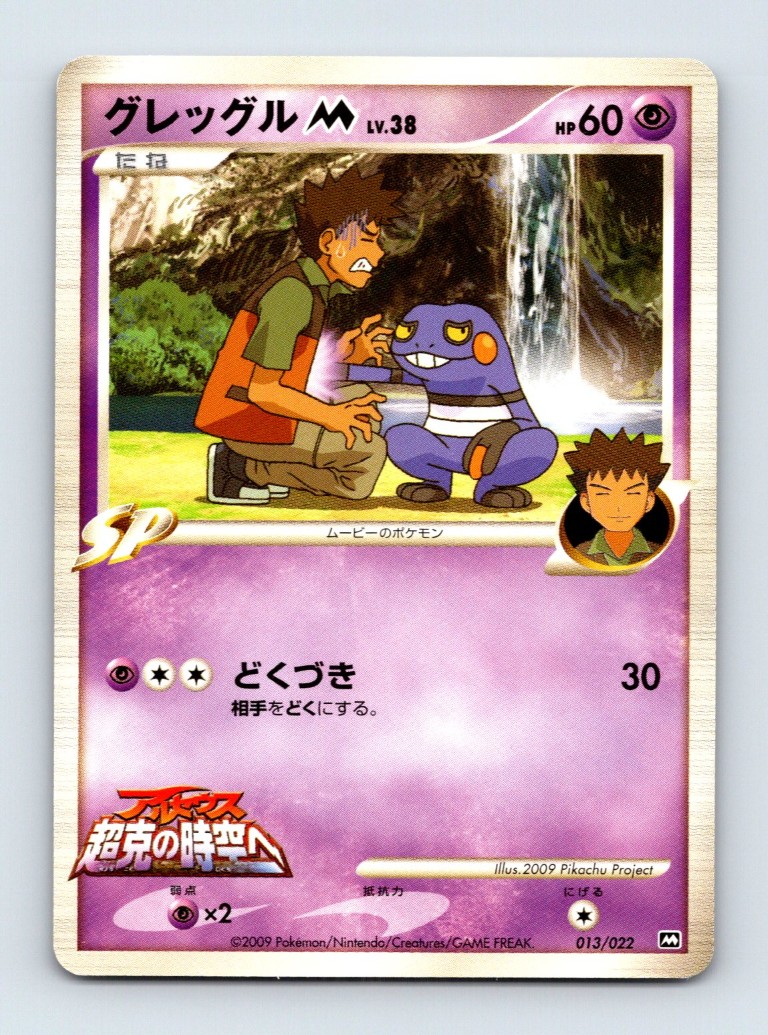 グレッグル M LV.38 HP60
たね
SP
ムービーのポケモン
どくづき 30
相手をどくにする。
アルセウス
超克の時空へ
Illus.2009 Pikachu Project
弱点 抵抗力 にげる
×2
©2009 Pokémon/Nintendo/Creatures/GAME FREAK. 013/022 M